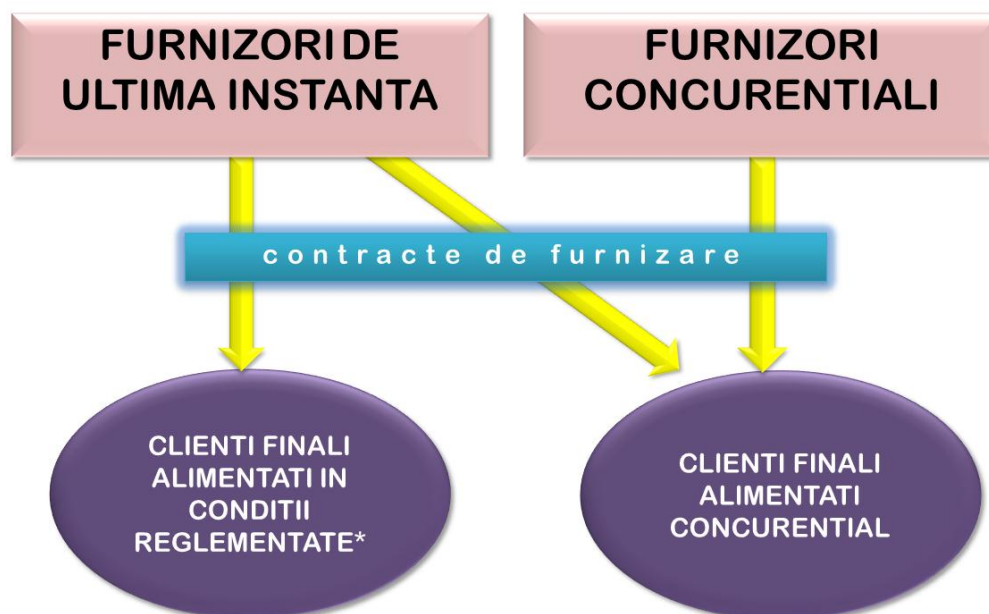 FURNIZORI DE
ULTIMA INSTANTA
FURNIZORI
CONCURENTIALI
contracte de furnizare
CLIENTI FINALI
ALIMENTATI IN
CONDITII
REGLEMENTATE*
CLIENTI FINALI
ALIMENTATI
CONCURENTIAL